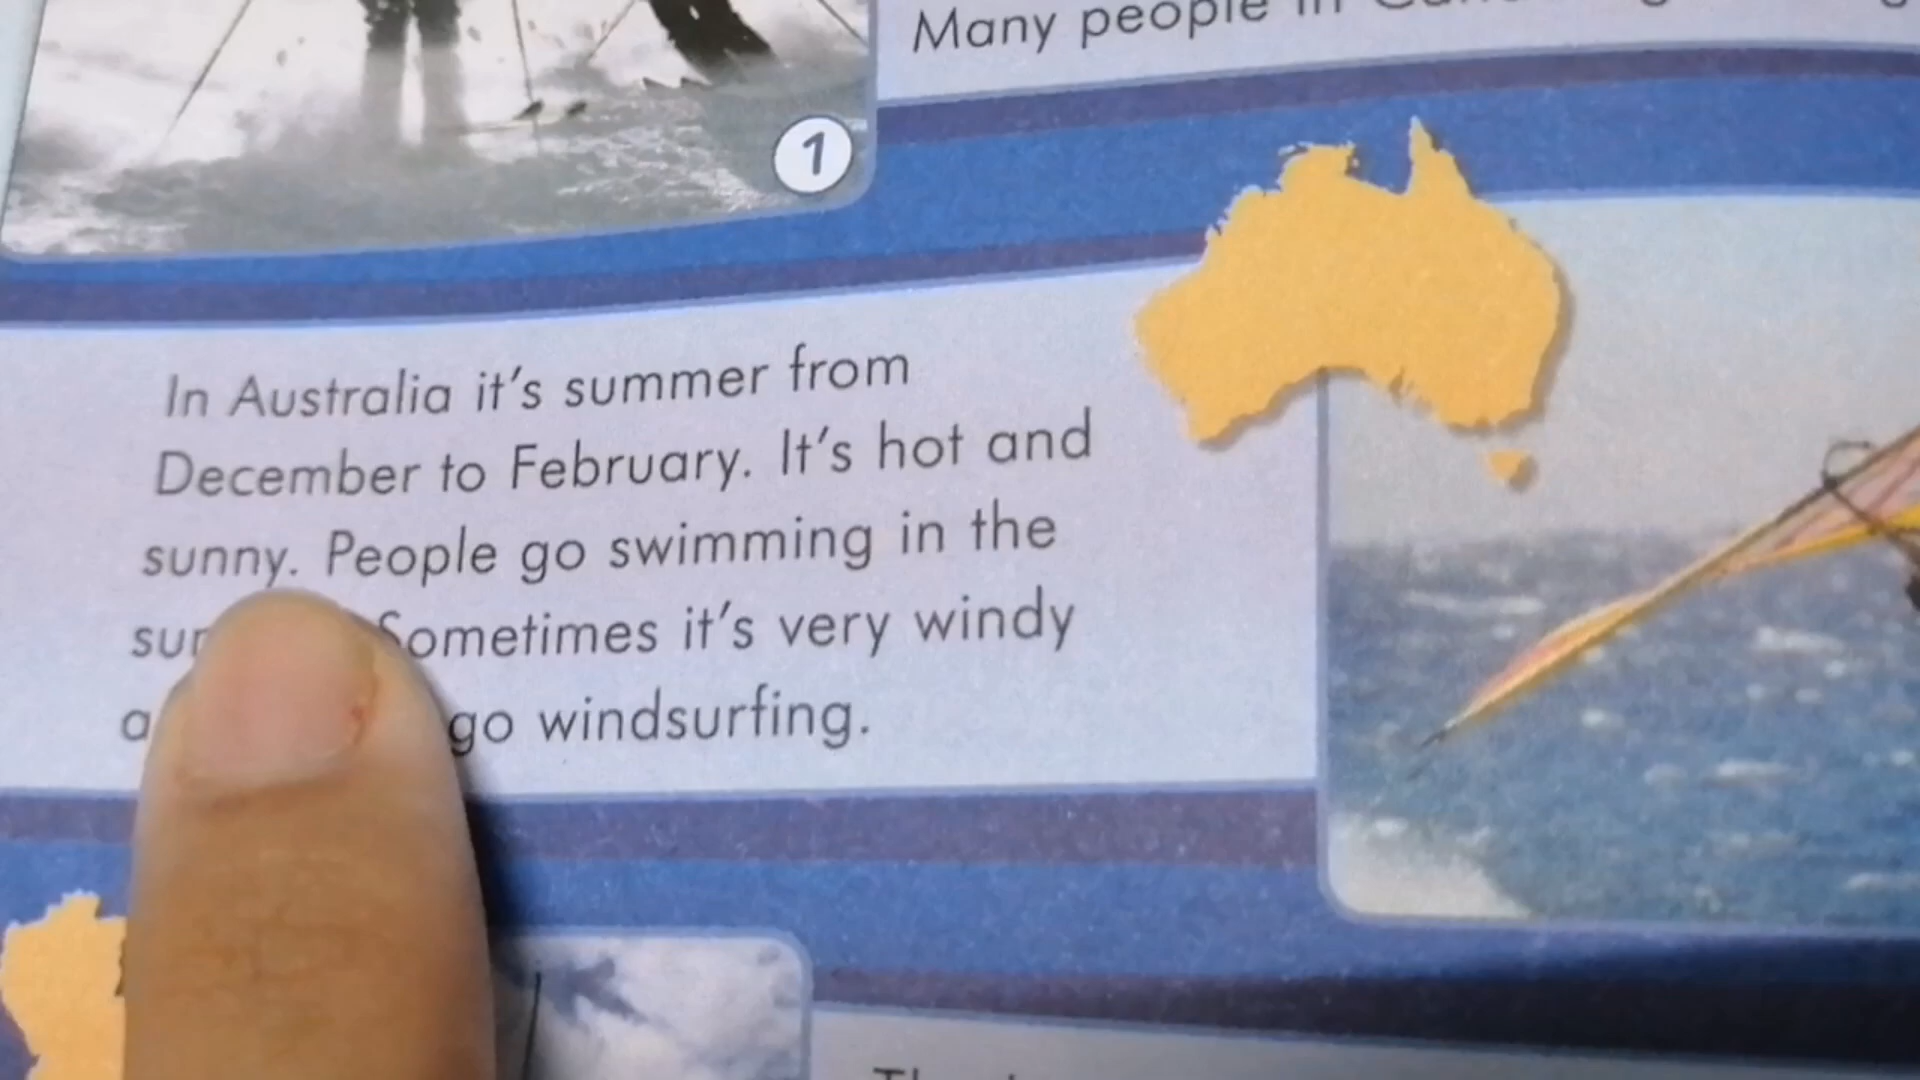 Many people in
1
In Australia it's summer from
December to February. It's hot and
sunny. People go swimming in the
Sometimes it's very windy
go windsurfing.